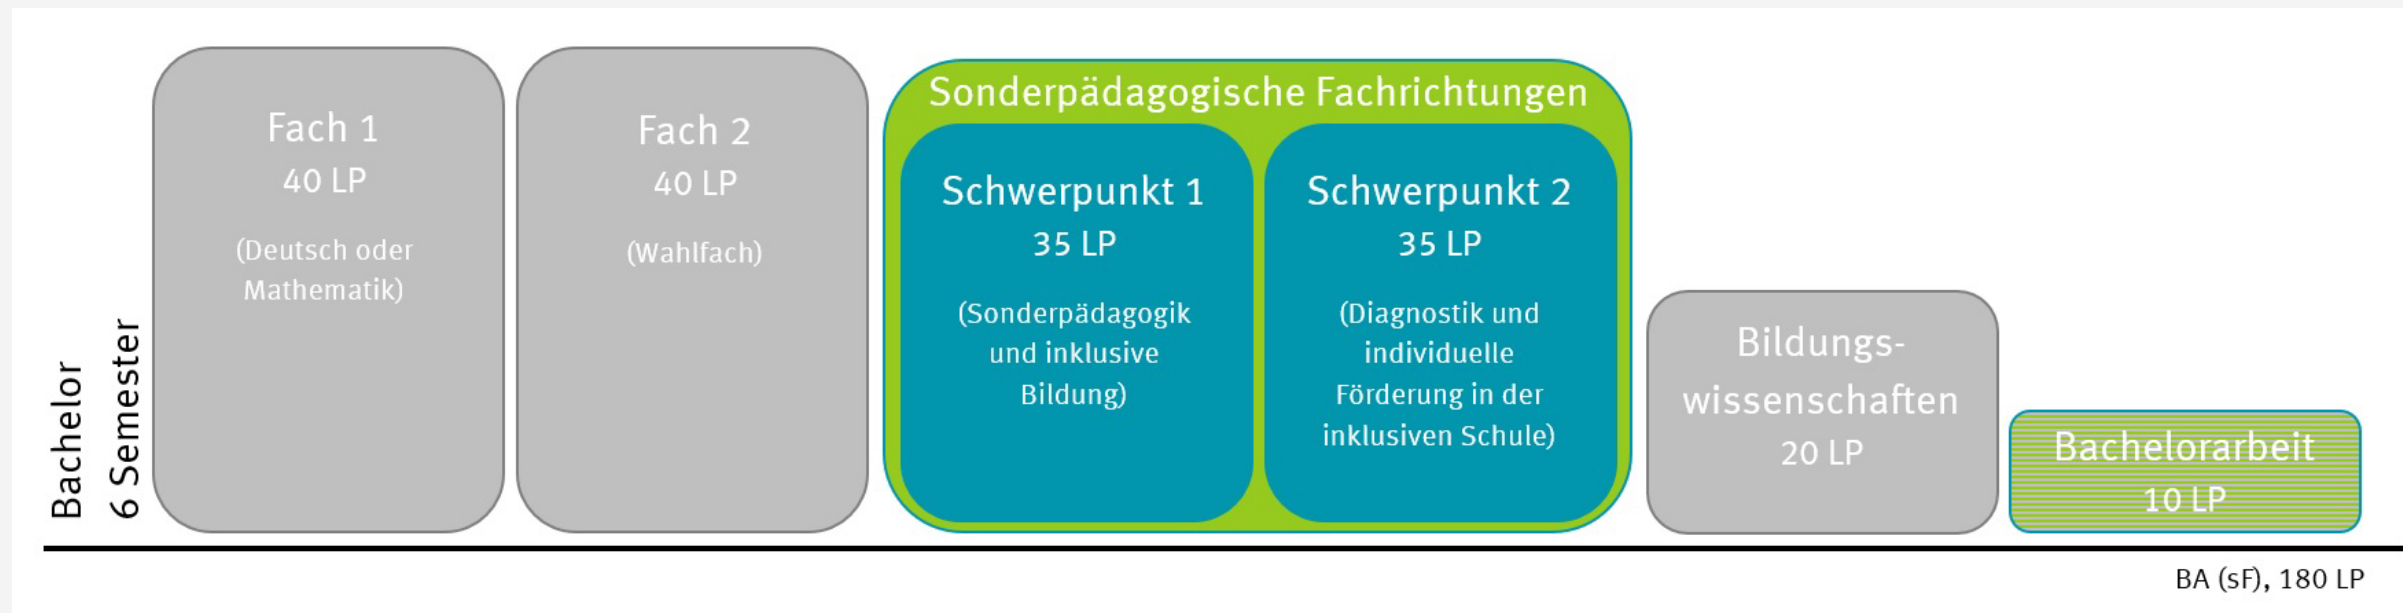 Bachelor
6 Semester
Fach 1
40 LP
(Deutsch oder
Mathematik)
Fach 2
40 LP
(Wahlfach)
Sonderpädagogische Fachrichtungen
Schwerpunkt 1
35 LP
(Sonderpädagogik
und inklusive
Bildung)
Schwerpunkt 2
35 LP
(Diagnostik und
individuelle
Förderung in der
inklusiven Schule)
Bildungs-
wissenschaften
20 LP
Bachelorarbeit
10 LP
BA (sF), 180 LP